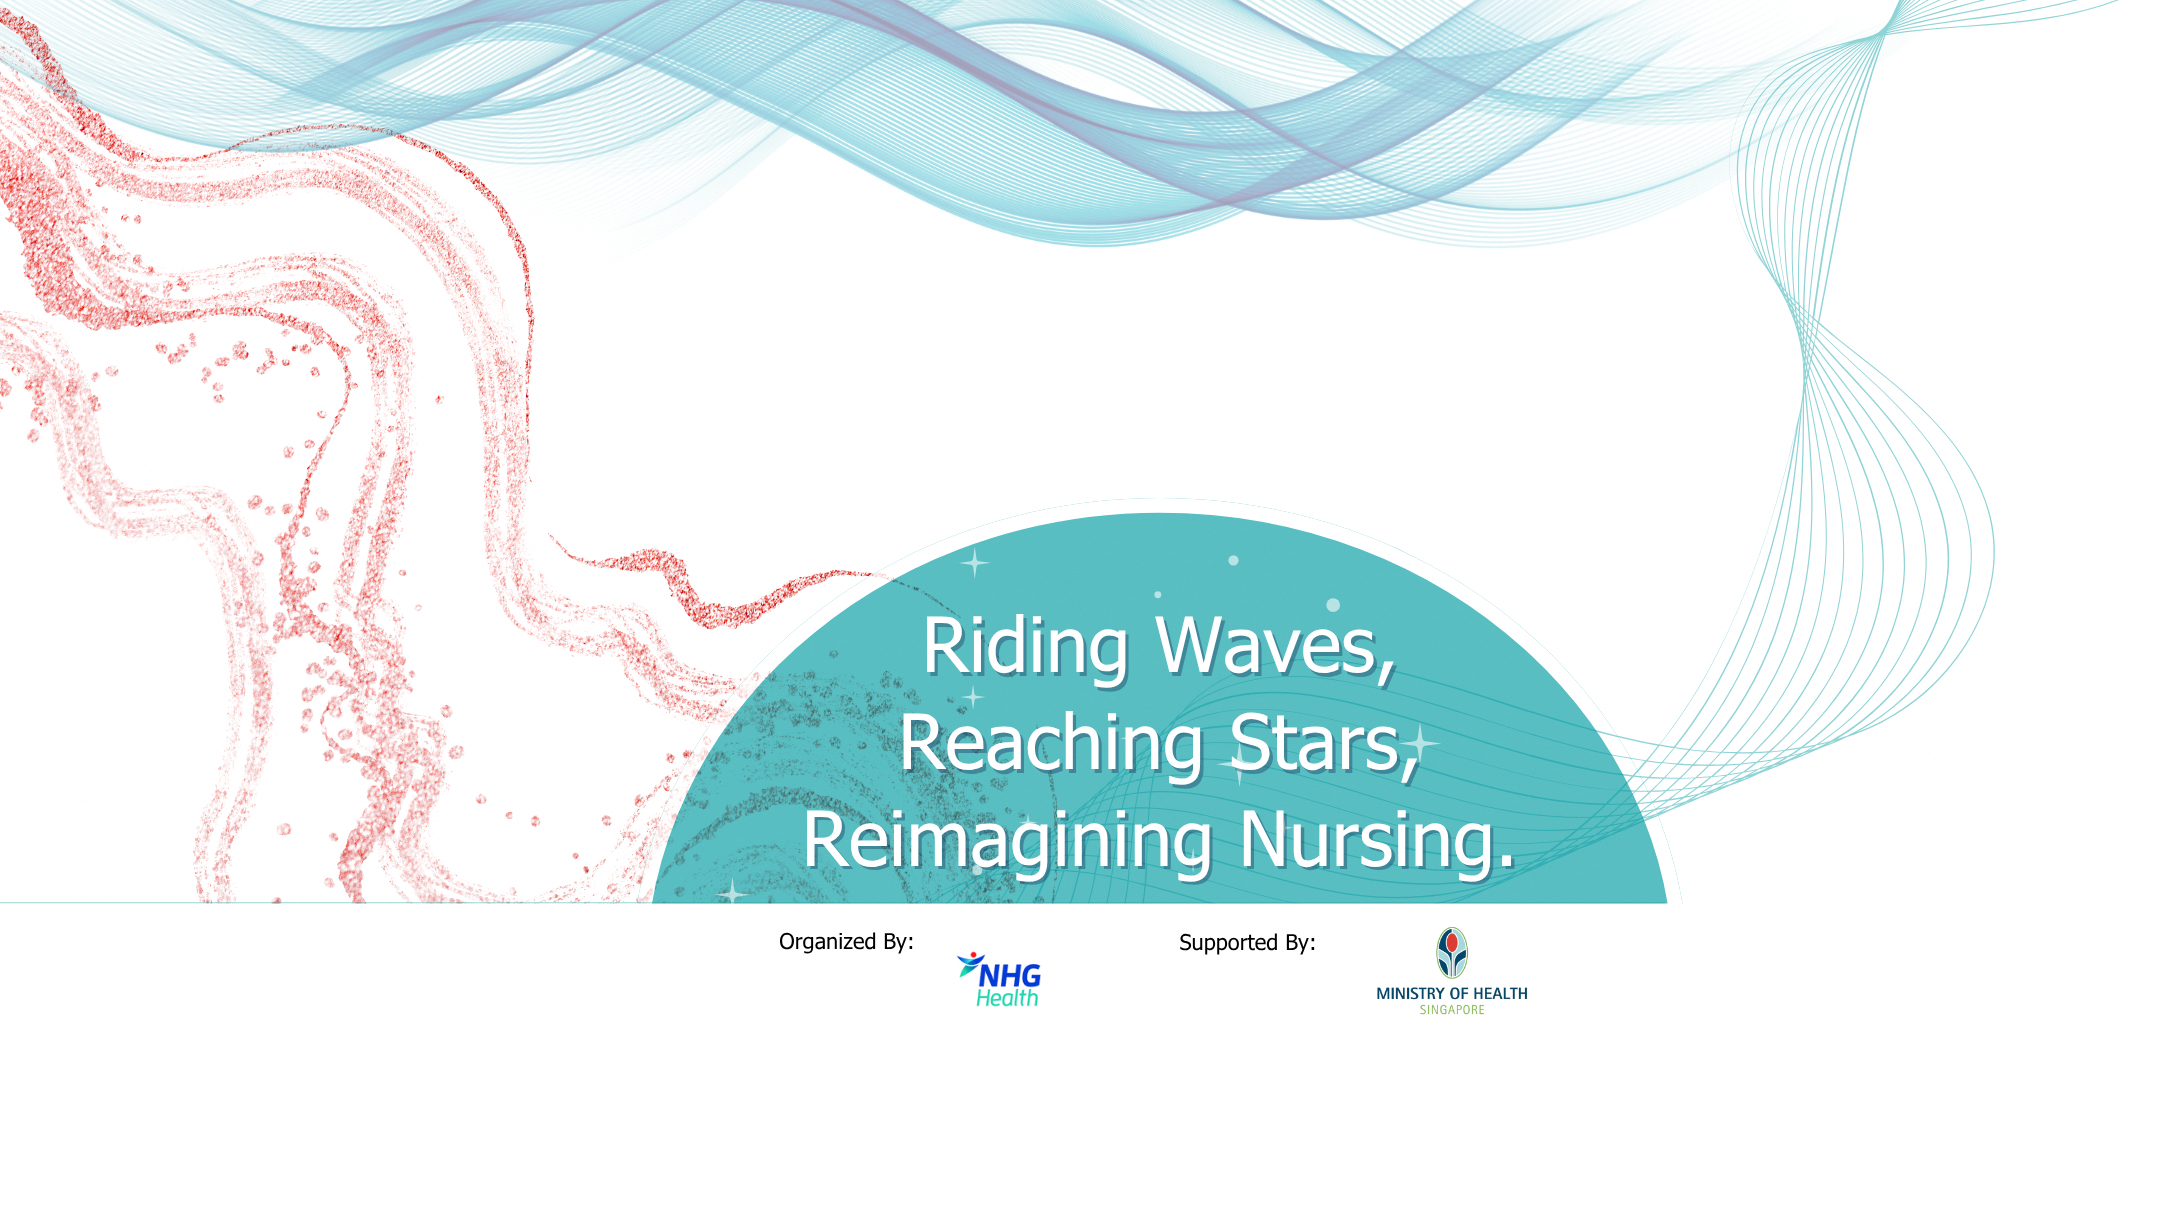 Riding Waves,
Reaching Stars,
Reimagining Nursing.
Organized By:
NHG
Health
Supported By:
MINISTRY OF HEALTH
SINGAPORE